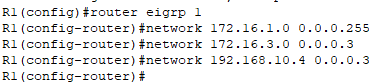 R1(config)#router eigrp 1
R1(config-router)#network 172.16.1.0 0.0.0.255
R1(config-router)#network 172.16.3.0 0.0.0.3
R1(config-router)#network 192.168.10.4 0.0.0.3
R1(config-router)#